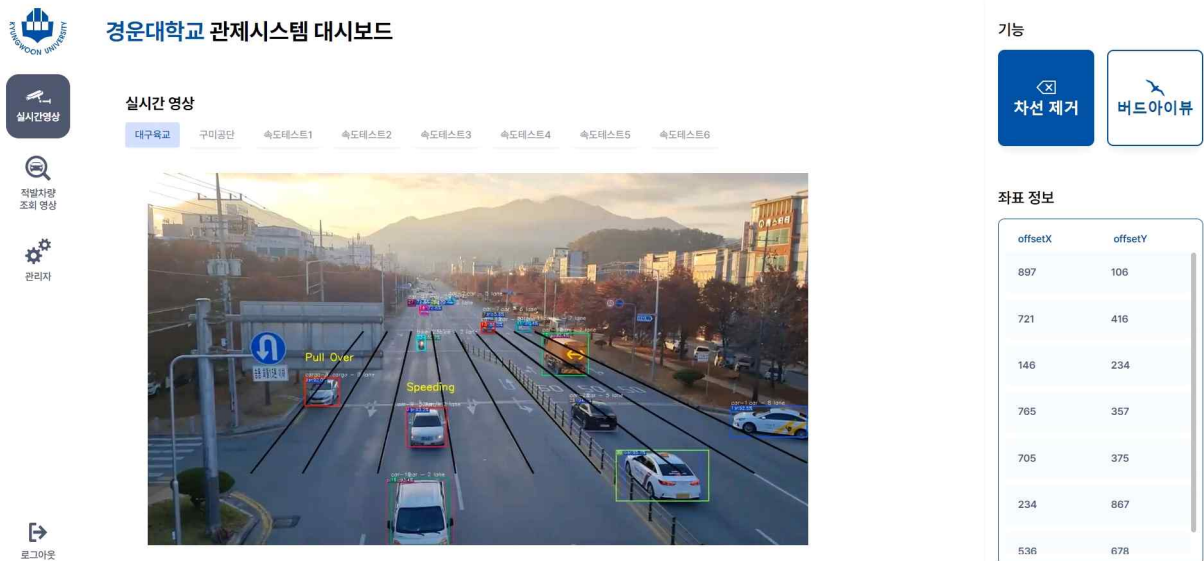 KYUNGWOON UNIVERSITY
경운대학교 관제시스템 대시보드
실시간영상
적발차량
조회 영상
관리자
로그아웃
실시간 영상
대구육교 구미공단 속도테스트1 속도테스트2 속도테스트3 속도테스트4 속도테스트5 속도테스트6
Pull Over
Speeding
50 50 50
기능
차선 제거
버드아이뷰
좌표 정보
offsetX offsetY
897 106
721 416
146 234
765 357
705 375
234 867
536 678